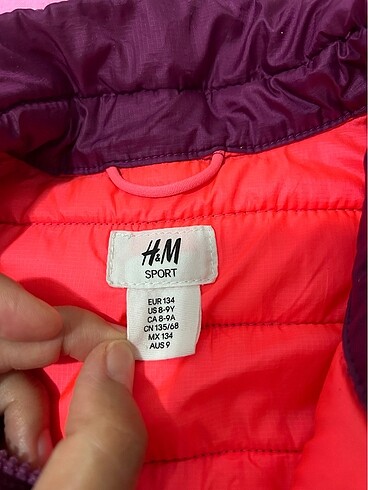 H&M
SPORT
EUR 134
US 8-9Y
CA 8-9A
CN 135/68
MX 134
AUS 9